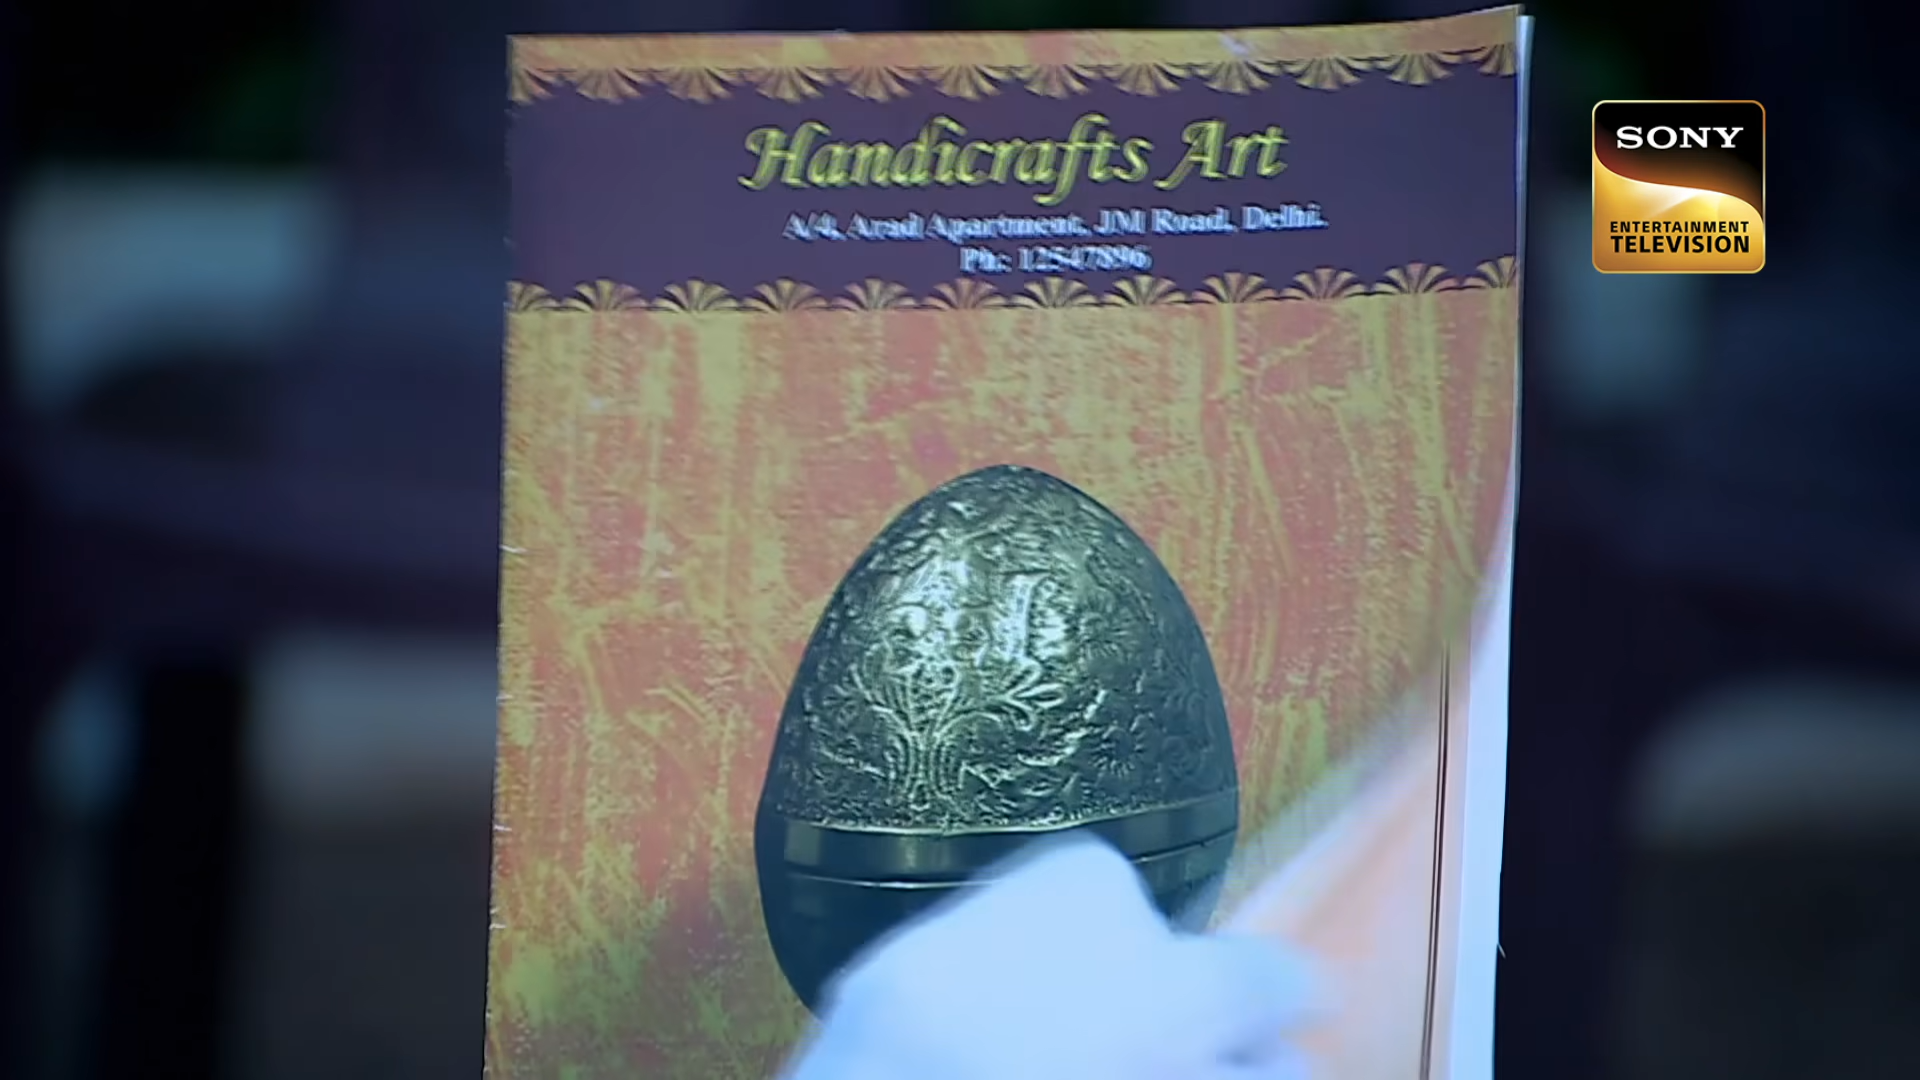 Handicrafts Art
A/4, Arad Apartment, JM Road, Delhi.
Ph: 12547896
SONY
ENTERTAINMENT
TELEVISION